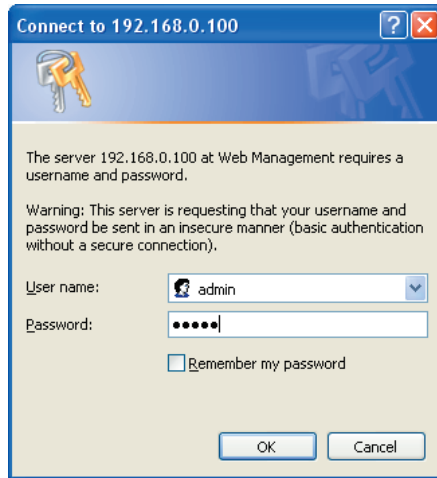 Connect to 192.168.0.100
The server 192.168.0.100 at Web Management requires a
username and password.
Warning: This server is requesting that your username and
password be sent in an insecure manner (basic authentication
without a secure connection).
User name:
admin
Password:
•••••
Remember my password
OK
Cancel